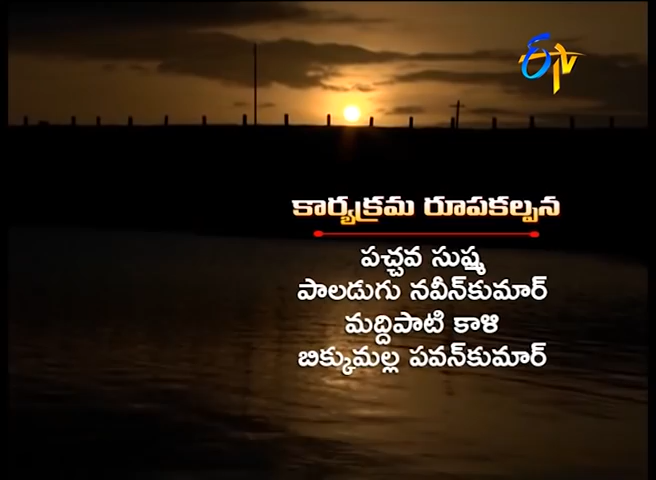 ETV
కార్యక్రమ రూపకల్పన
పచ్చవ సుష్మ
పాలడుగు నవీన్‌కుమార్
మద్దిపాటి కాళి
బిక్కుమల్ల పవన్‌కుమార్